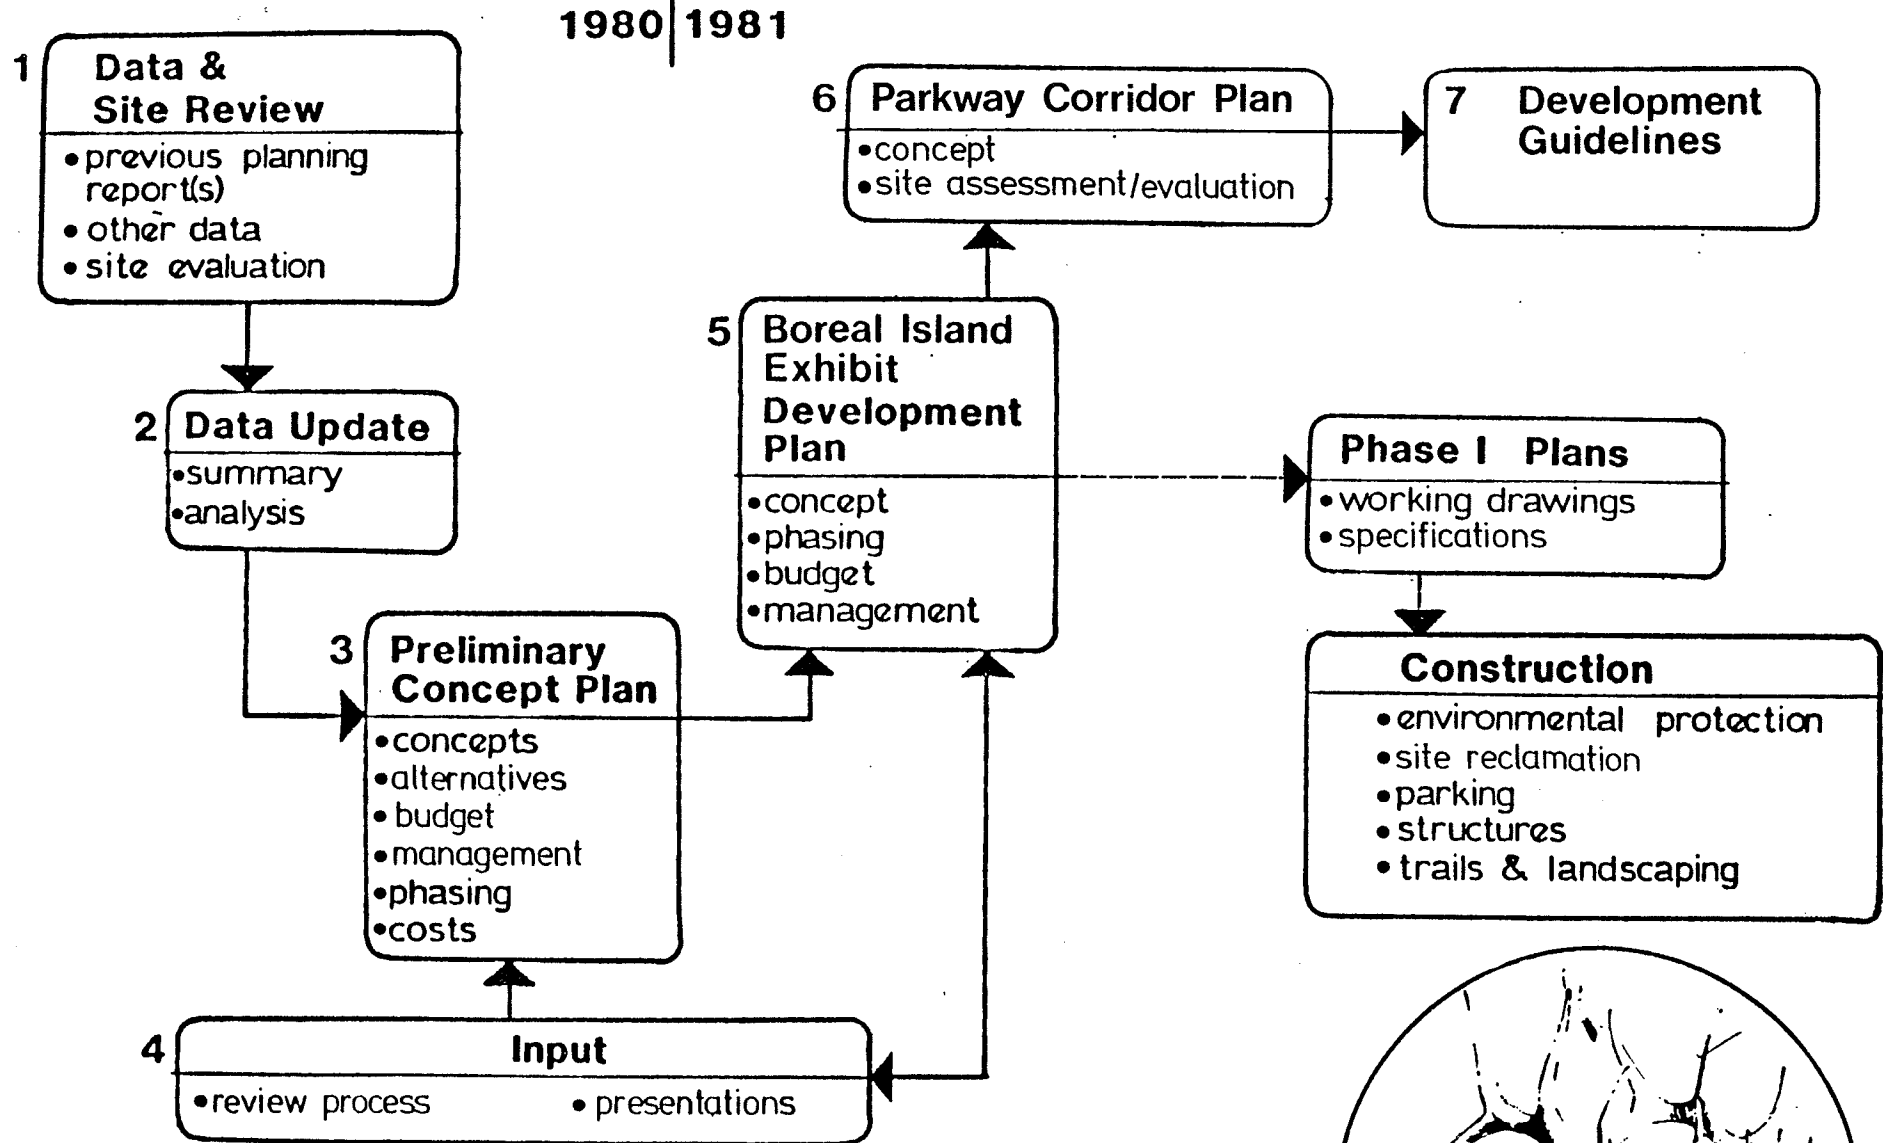 1980 | 1981
1 Data &
Site Review
•previous planning
report(s)
•other data
•site evaluation
2 Data Update
•summary
•analysis
3 Preliminary
Concept Plan
•concepts
•alternatives
•budget
•management
•phasing
•costs
4 Input
•review process •presentations
5 Boreal Island
Exhibit
Development
Plan
•concept
•phasing
•budget
•management
6 Parkway Corridor Plan
•concept
•site assessment/evaluation
7 Development
Guidelines
Phase I Plans
•working drawings
•specifications
Construction
•environmental protection
•site reclamation
•parking
•structures
•trails & landscaping